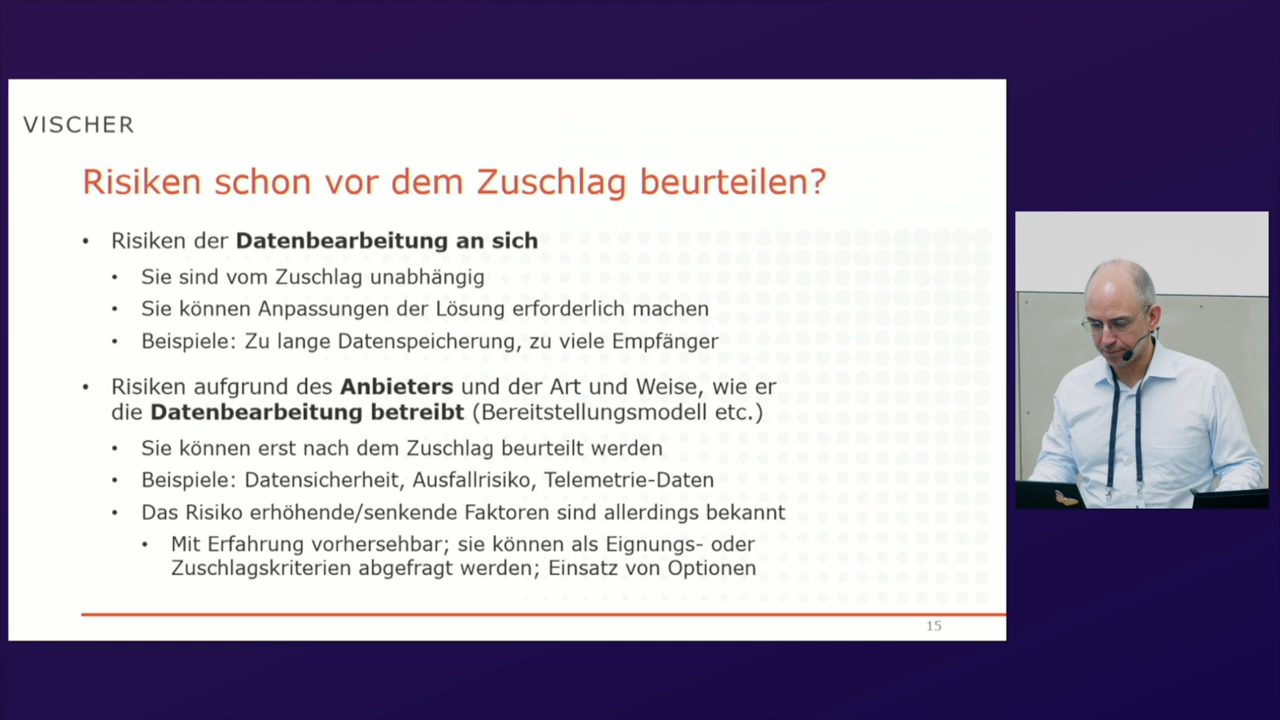 VISCHER
Risiken schon vor dem Zuschlag beurteilen?
• Risiken der Datenbearbeitung an sich
• Sie sind vom Zuschlag unabhängig
• Sie können Anpassungen der Lösung erforderlich machen
• Beispiele: Zu lange Datenspeicherung, zu viele Empfänger
• Risiken aufgrund des Anbieters und der Art und Weise, wie er
die Datenbearbeitung betreibt (Bereitstellungsmodell etc.)
• Sie können erst nach dem Zuschlag beurteilt werden
• Beispiele: Datensicherheit, Ausfallrisiko, Telemetrie-Daten
• Das Risiko erhöhende/senkende Faktoren sind allerdings bekannt
• Mit Erfahrung vorhersehbar; sie können als Eignungs- oder
Zuschlagskriterien abgefragt werden; Einsatz von Optionen
15